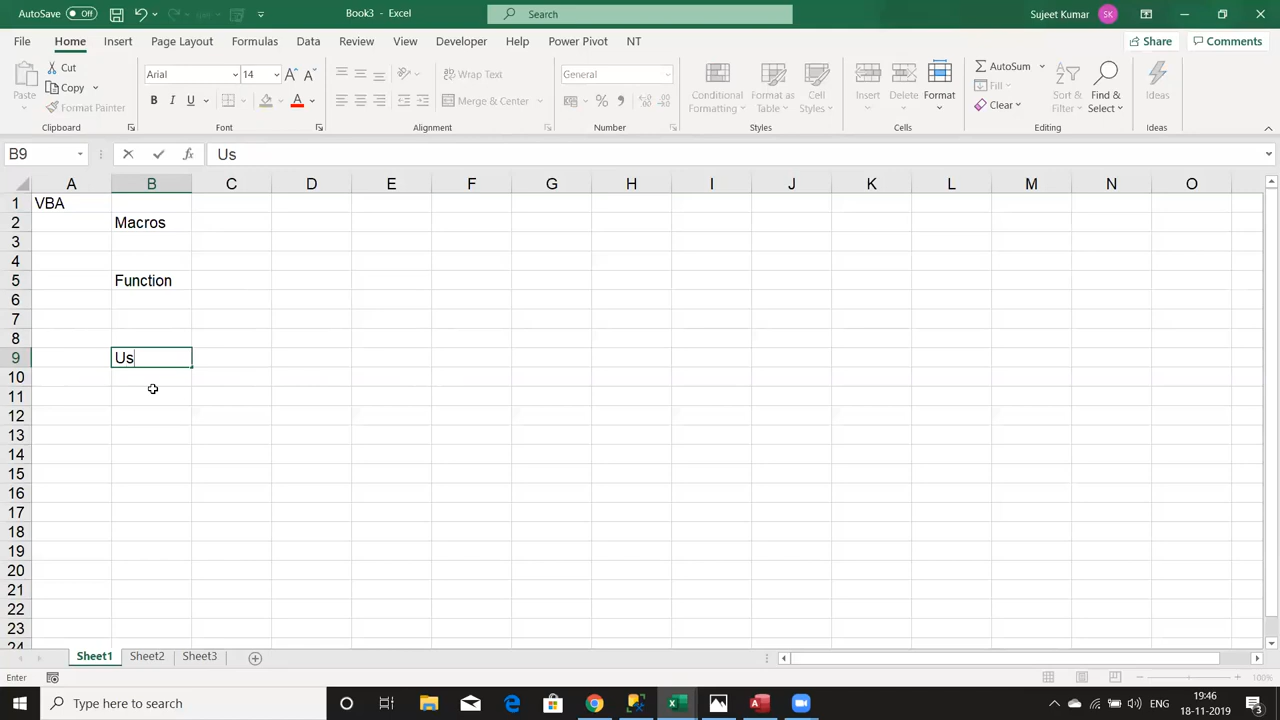 AutoSave Off Book3 - Excel Search Sujeet Kumar SK
File Home Insert Page Layout Formulas Data Review View Developer Help Power Pivot NT Share Comments
Paste Cut Copy Format Painter Clipboard
Arial 14 A A B I U A Font
Wrap Text Merge & Center Alignment
General % Number
Conditional Formatting Format as Table Cell Styles Styles
Insert Delete Format Cells
AutoSum Fill Clear Sort & Filter Find & Select Editing
Ideas Ideas
B9 fx Us
A B C D E F G H I J K L M N O
1 VBA
2 Macros
3
4
5 Function
6
7
8
9 Us
10
11
12
13
14
15
16
17
18
19
20
21
22
23
24
Sheet1 Sheet2 Sheet3
Enter 100%
Type here to search ENG 19:46 18-11-2019 3